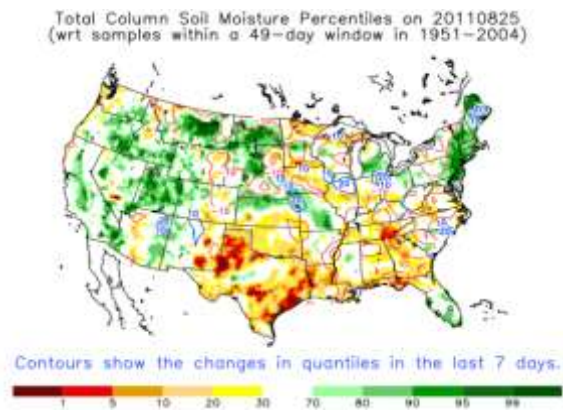 Total Column Soil Moisture Percentiles on 20110825
(wrt samples within a 49-day window in 1951-2004)
Contours show the changes in quantiles in the last 7 days.
1 5 10 20 30 70 80 90 95 99